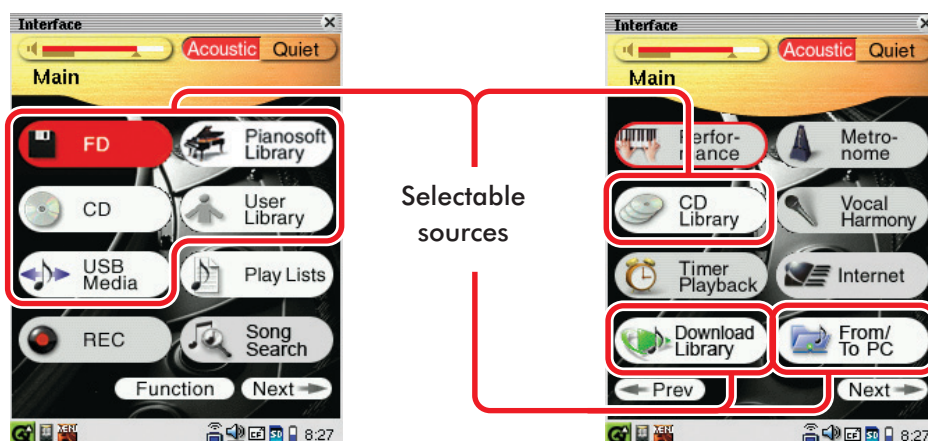 Interface
Acoustic Quiet
Main
FD
Pianosoft
Library
CD
User
Library
USB
Media
Play Lists
REC
Song
Search
Function
Next
8:27
Selectable
sources
Interface
Acoustic Quiet
Main
Perfor-
mance
Metro-
nome
CD
Library
Vocal
Harmony
Timer
Playback
Internet
Download
Library
From/
To PC
Prev
Next
8:27